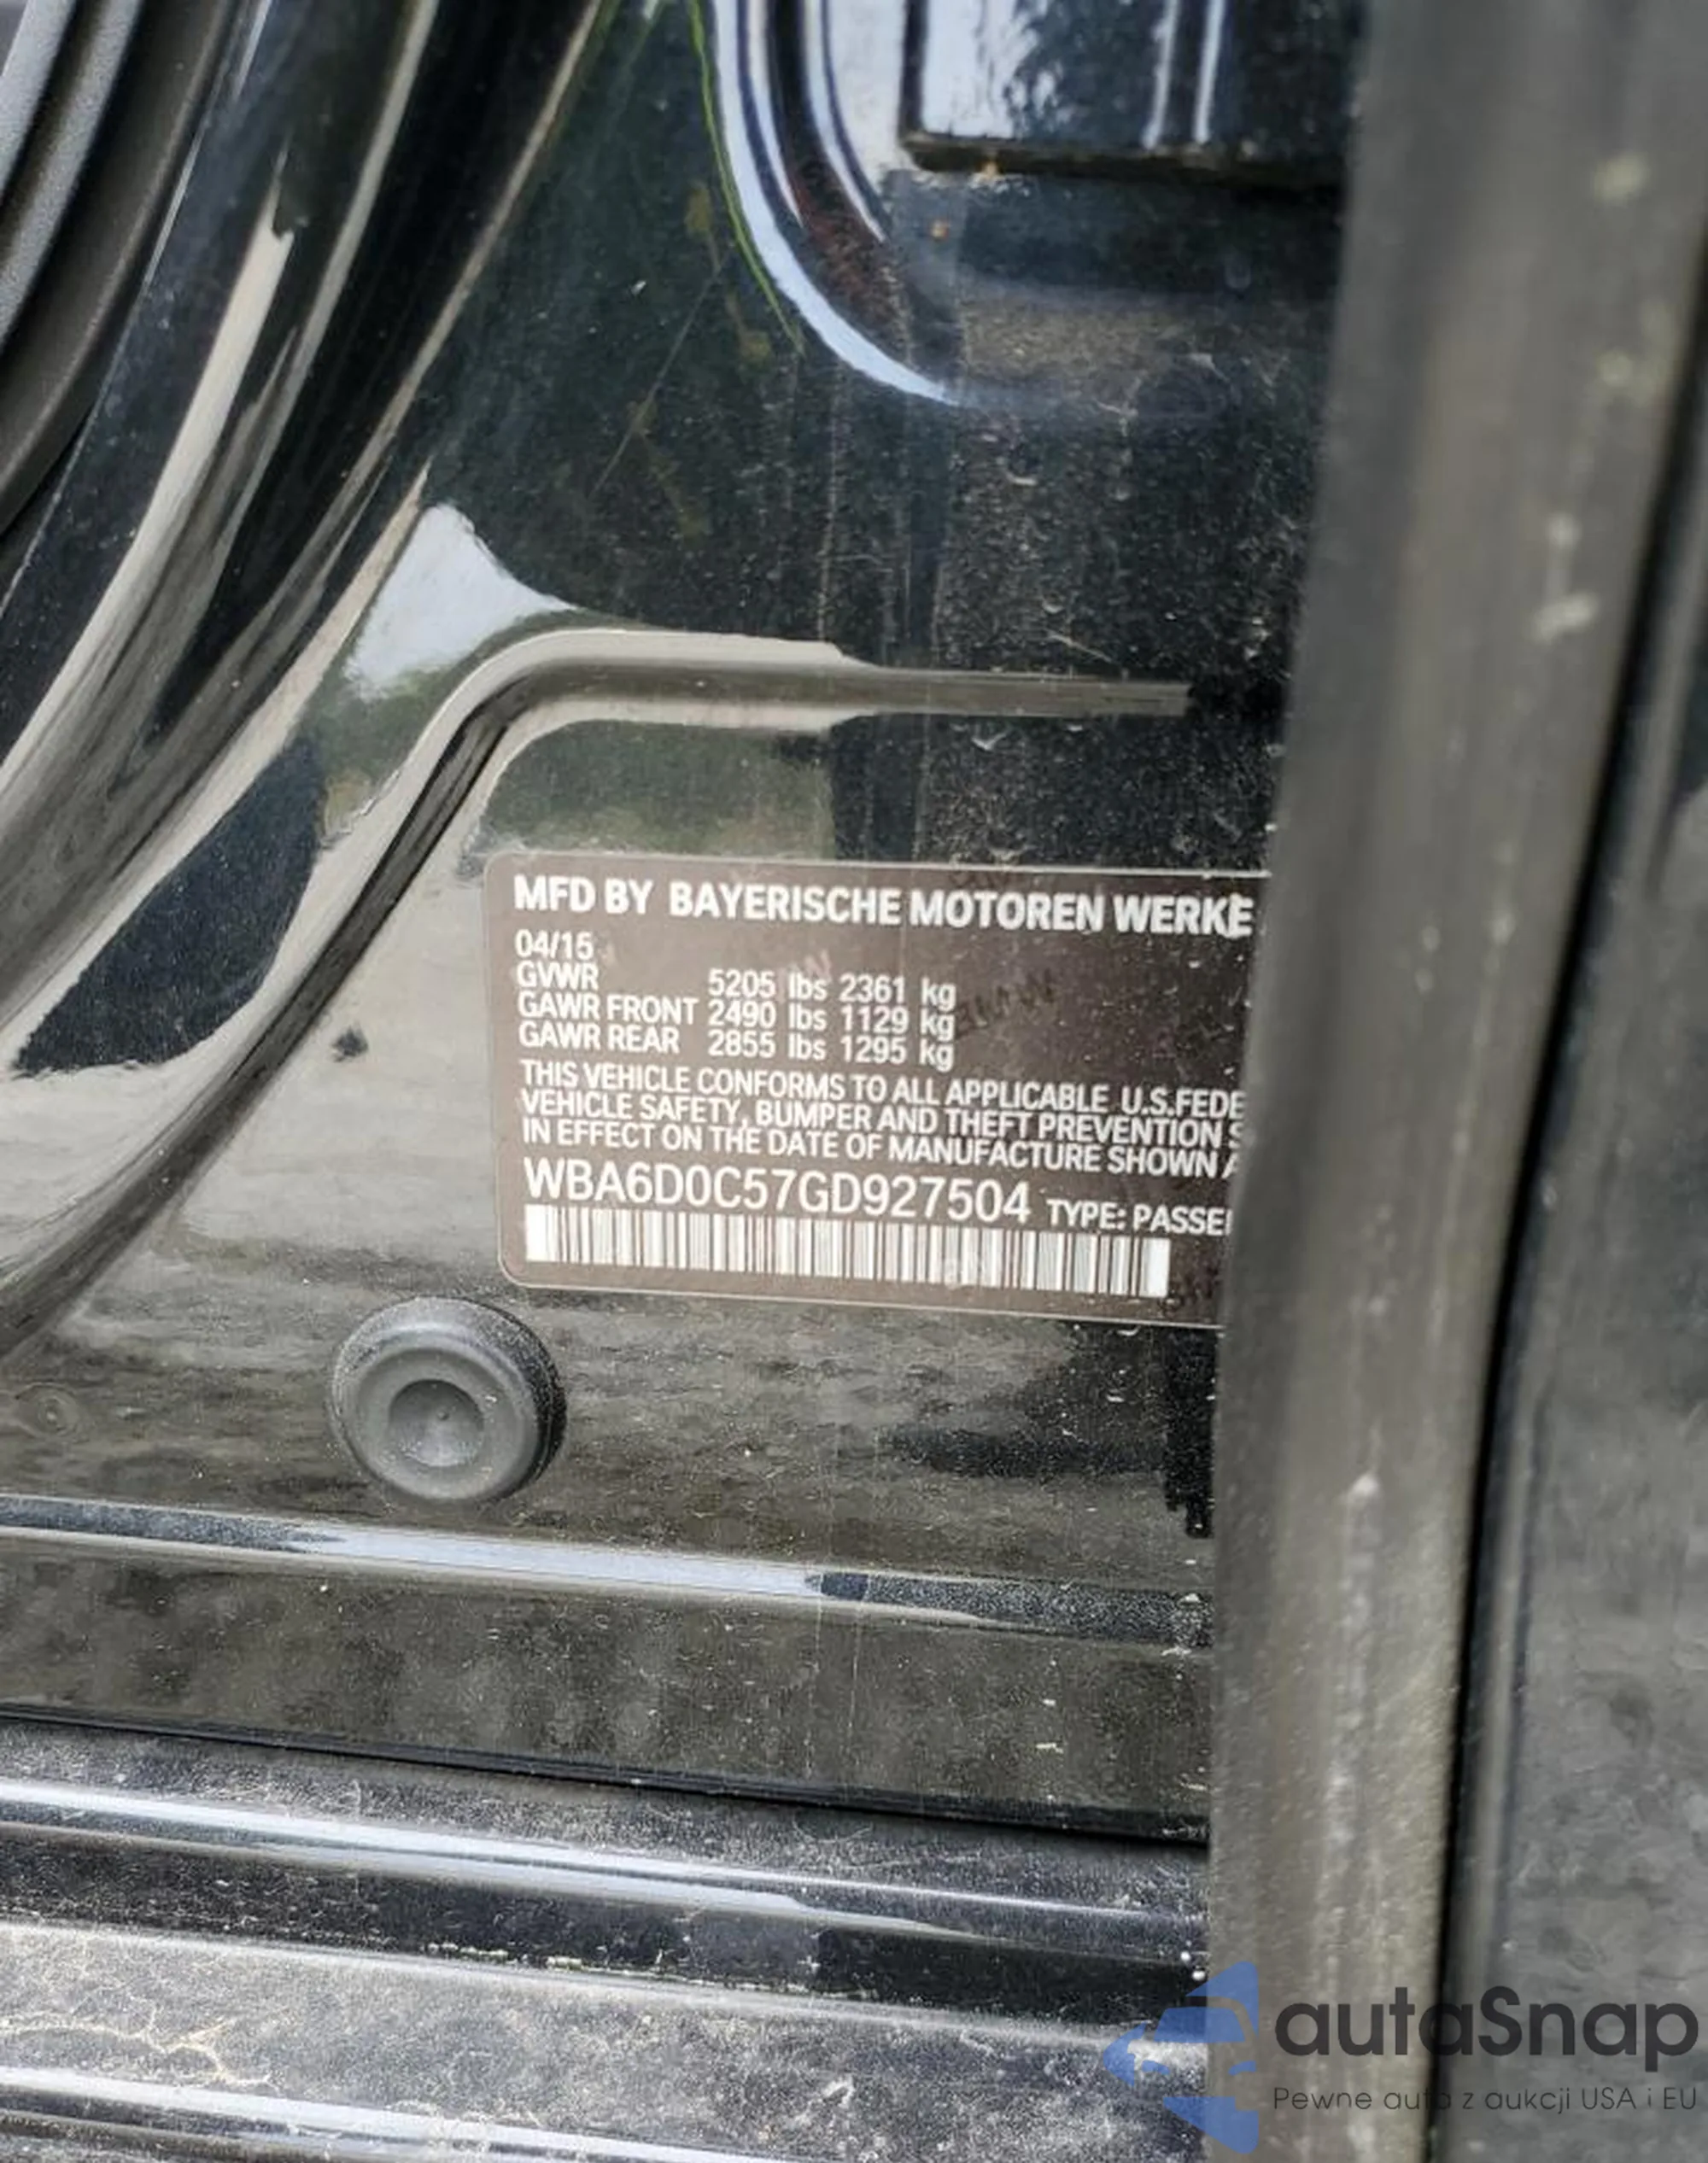 MFD BY BAYERISCHE MOTOREN WERKE
04/15
GVWR 5205 lbs 2361 kg
GAWR FRONT 2490 lbs 1129 kg
GAWR REAR 2855 lbs 1295 kg
THIS VEHICLE CONFORMS TO ALL APPLICABLE U.S.FEDE
VEHICLE SAFETY, BUMPER AND THEFT PREVENTION S
IN EFFECT ON THE DATE OF MANUFACTURE SHOWN A
WBA6D0C57GD927504 TYPE: PASSE
autaSnap
Pewne auta z aukcji USA i EU